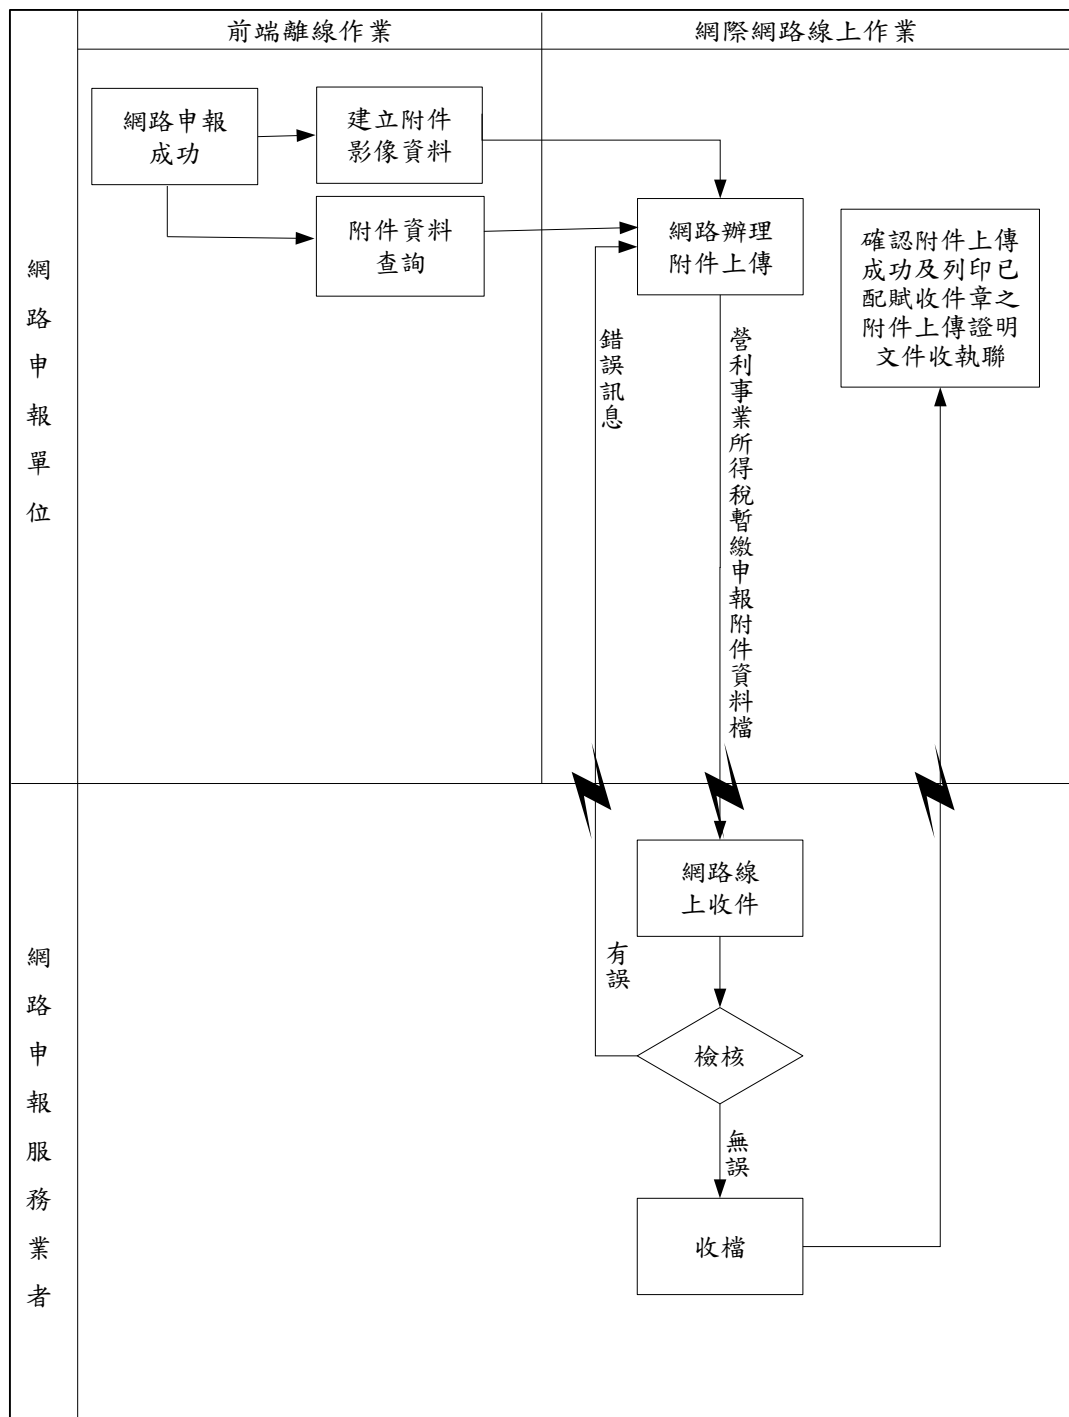 前端離線作業
網際網路線上作業
網路申報單位
網路申報
成功
建立附件
影像資料
附件資料
查詢
網路辦理
附件上傳
確認附件上傳
成功及列印已
配賦收件章之
附件上傳證明
文件收執聯
錯誤訊息
營利事業所得稅暫繳申報附件資料檔
網路申報服務業者
網路線
上收件
有誤
檢核
無誤
收檔